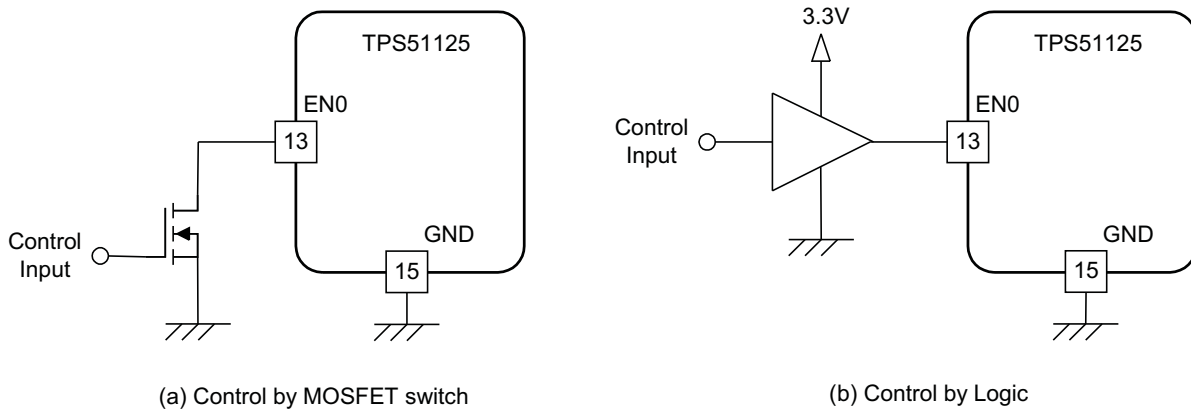 TPS51125
EN0
13
Control
Input
GND
15
(a) Control by MOSFET switch
3.3V
TPS51125
EN0
13
Control
Input
GND
15
(b) Control by Logic